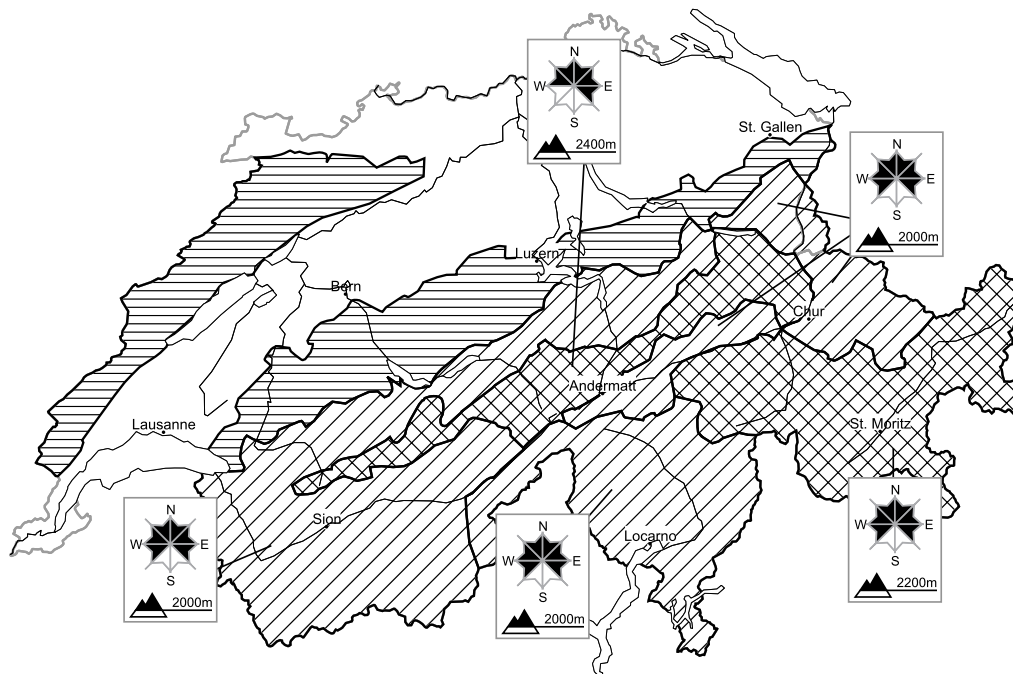 N
W E
S
2400m
St. Gallen
N
W E
S
2000m
Luzern
Bern
Chur
Andermatt
Lausanne
St. Moritz
N
W E
S
2200m
N
W E
S
2000m
Sion
N
W E
S
2000m
Locarno